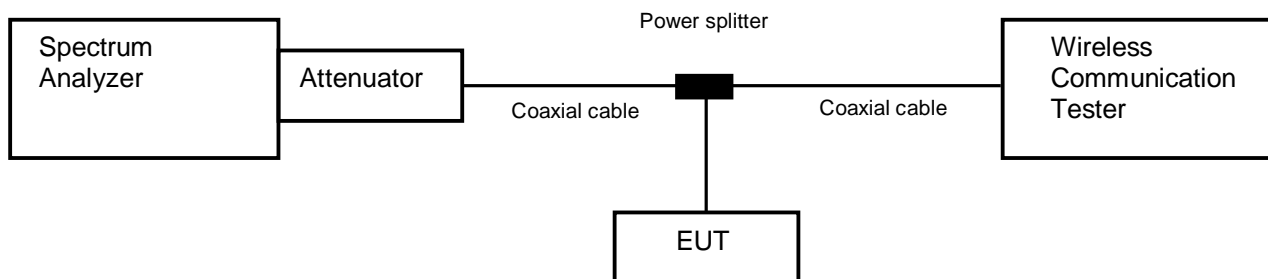 Power splitter
Spectrum
Analyzer
Attenuator
Wireless
Communication
Tester
Coaxial cable
Coaxial cable
EUT